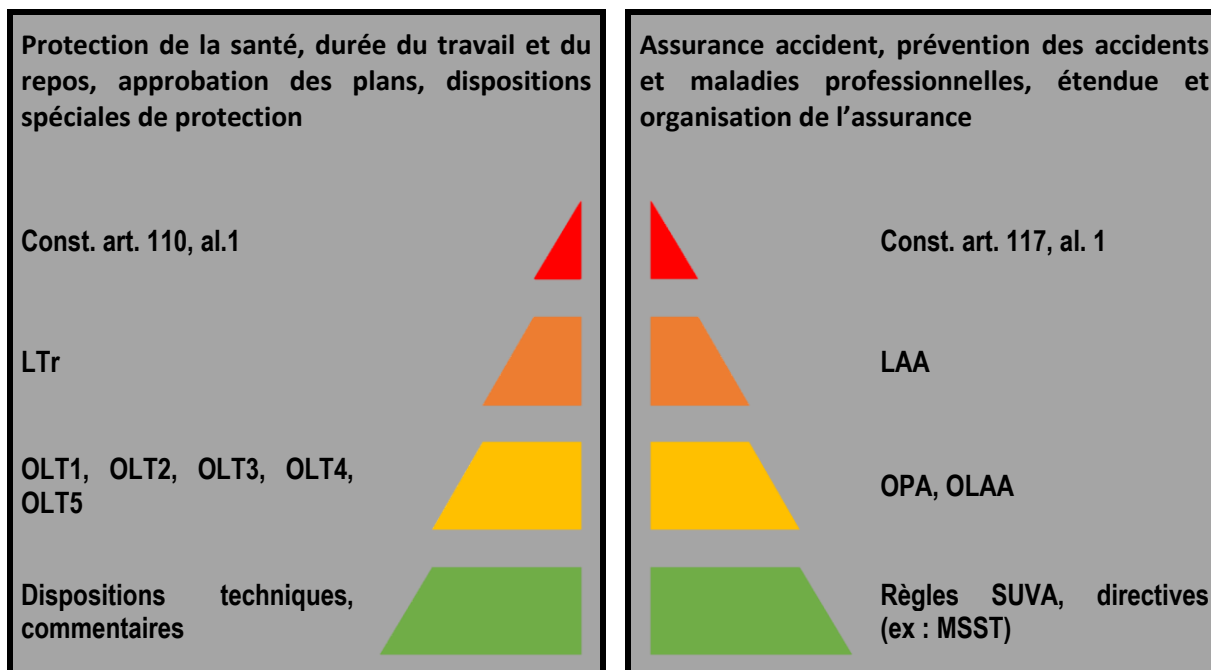 Protection de la santé, durée du travail et du
repos, approbation des plans, dispositions
spéciales de protection
Const. art. 110, al.1
LTr
OLT1, OLT2, OLT3, OLT4,
OLT5
Dispositions techniques,
commentaires
Assurance accident, prévention des accidents
et maladies professionnelles, étendue et
organisation de l’assurance
Const. art. 117, al. 1
LAA
OPA, OLAA
Règles SUVA, directives
(ex : MSST)